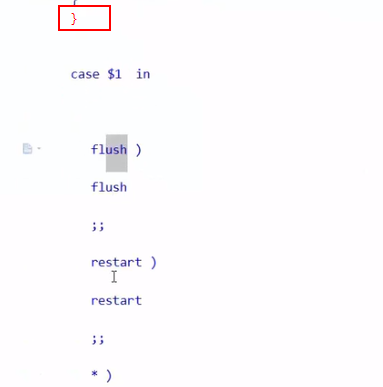 }
case $1 in
flush )
flush
;;
restart )
restart
;;
* )